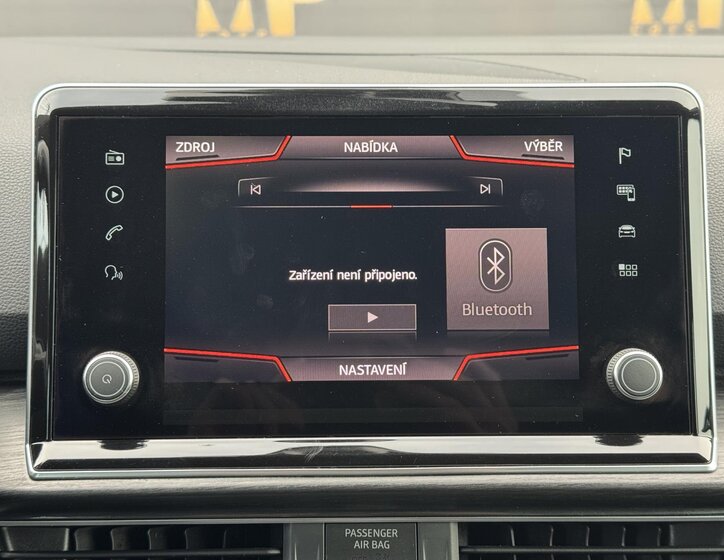 ZDROJ
NABÍDKA
VÝBĚR
Zařízení není připojeno.
Bluetooth
NASTAVENÍ
PASSENGER
AIR BAG